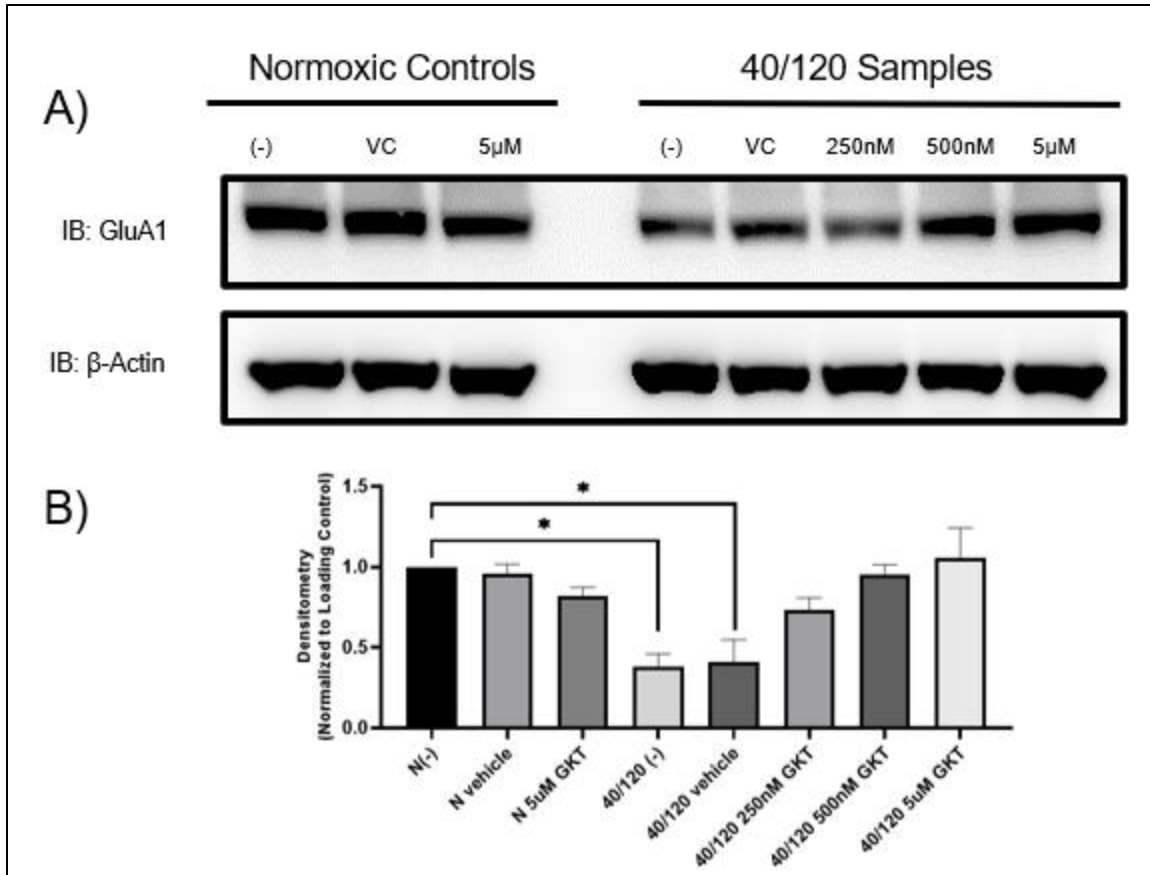 Normoxic Controls 40/120 Samples
A)
(-) VC 5µM (-) VC 250nM 500nM 5µM
IB: GluA1
IB: β-Actin
B)
Densitometry
(Normalized to Loading Control)
1.5
1.0
0.5
0.0
* 
*
N(-)
N vehicle
N 5uM GKT
40/120 (-)
40/120 vehicle
40/120 250nM GKT
40/120 500nM GKT
40/120 5uM GKT